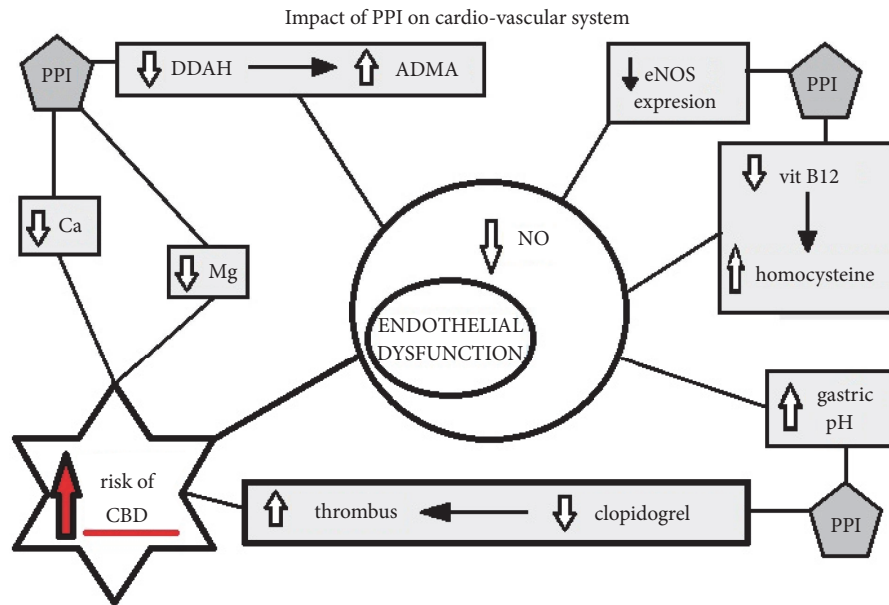 Impact of PPI on cardio-vascular system
PPI
DDAH
ADMA
eNOS
expresion
PPI
vit B12
homocysteine
Ca
Mg
NO
ENDOTHELIAL
DYSFUNCTION
gastric
pH
risk of
CBD
thrombus
clopidogrel
PPI